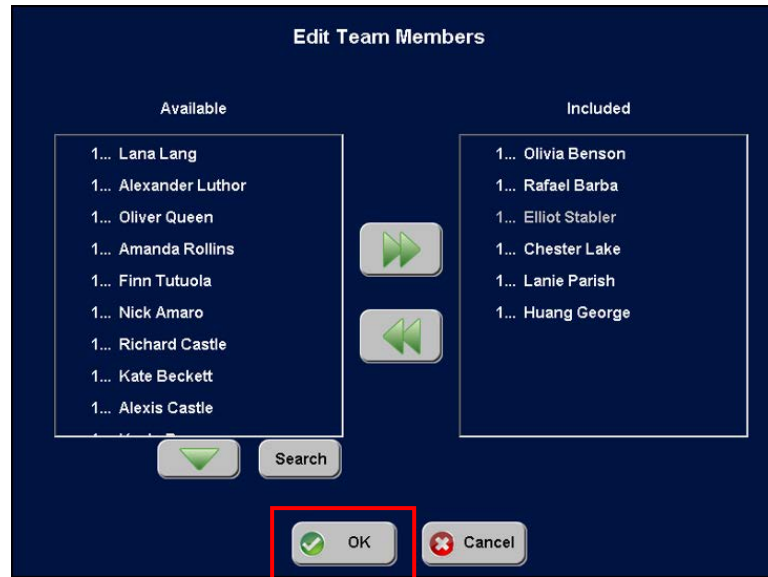 Edit Team Members
Available
1... Lana Lang
1... Alexander Luthor
1... Oliver Queen
1... Amanda Rollins
1... Finn Tutuola
1... Nick Amaro
1... Richard Castle
1... Kate Beckett
1... Alexis Castle
Search
Included
1... Olivia Benson
1... Rafael Barba
1... Elliot Stabler
1... Chester Lake
1... Lanie Parish
1... Huang George
OK
Cancel